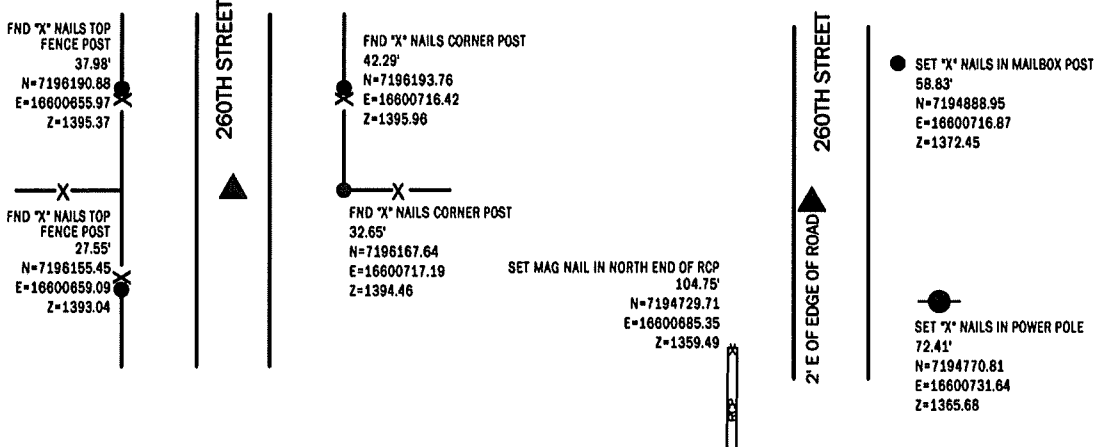 FND "X" NAILS TOP
FENCE POST
37.98'
N=7196190.88
E=16600655.97
Z=1395.37
260TH STREET
FND "X" NAILS CORNER POST
42.29'
N=7196193.76
E=16600716.42
Z=1395.96
X
X
FND "X" NAILS TOP
FENCE POST
27.55'
N=7196155.45
E=16600659.09
Z=1393.04
FND "X" NAILS CORNER POST
32.65'
N=7196167.64
E=16600717.19
Z=1394.46
SET MAG NAIL IN NORTH END OF RCP
104.75'
N=7194729.71
E=16600685.35
Z=1359.49
260TH STREET
2' E OF EDGE OF ROAD
SET "X" NAILS IN MAILBOX POST
58.83'
N=7194888.95
E=16600716.87
Z=1372.45
SET "X" NAILS IN POWER POLE
72.41'
N=7194770.81
E=16600731.64
Z=1365.68